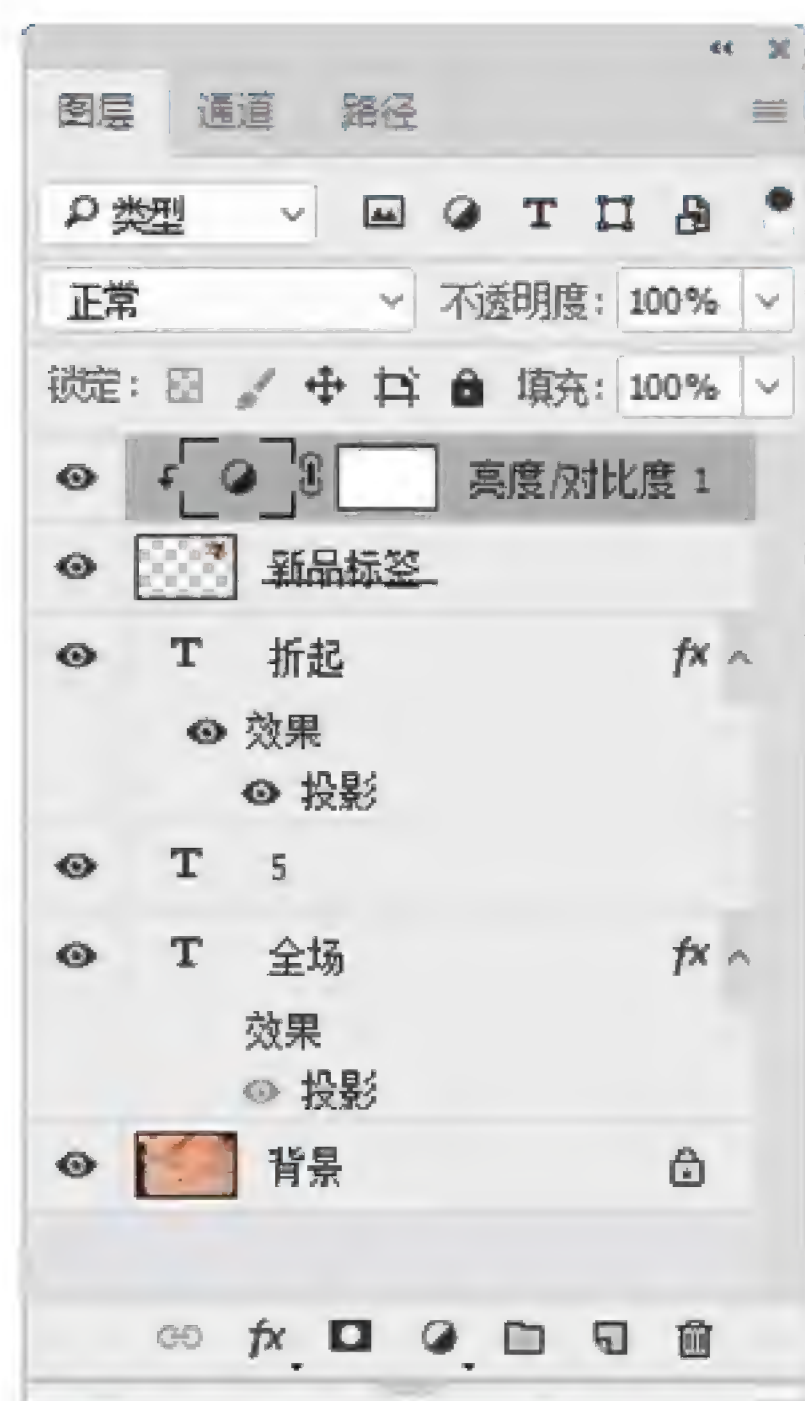 图层 通道 路径
类型 T
正常 不透明度: 100%
锁定: 填充: 100%
亮度/对比度 1
新品标签
T 折起 fx
效果
投影
T 5
T 全场 fx
效果
投影
背景
fx